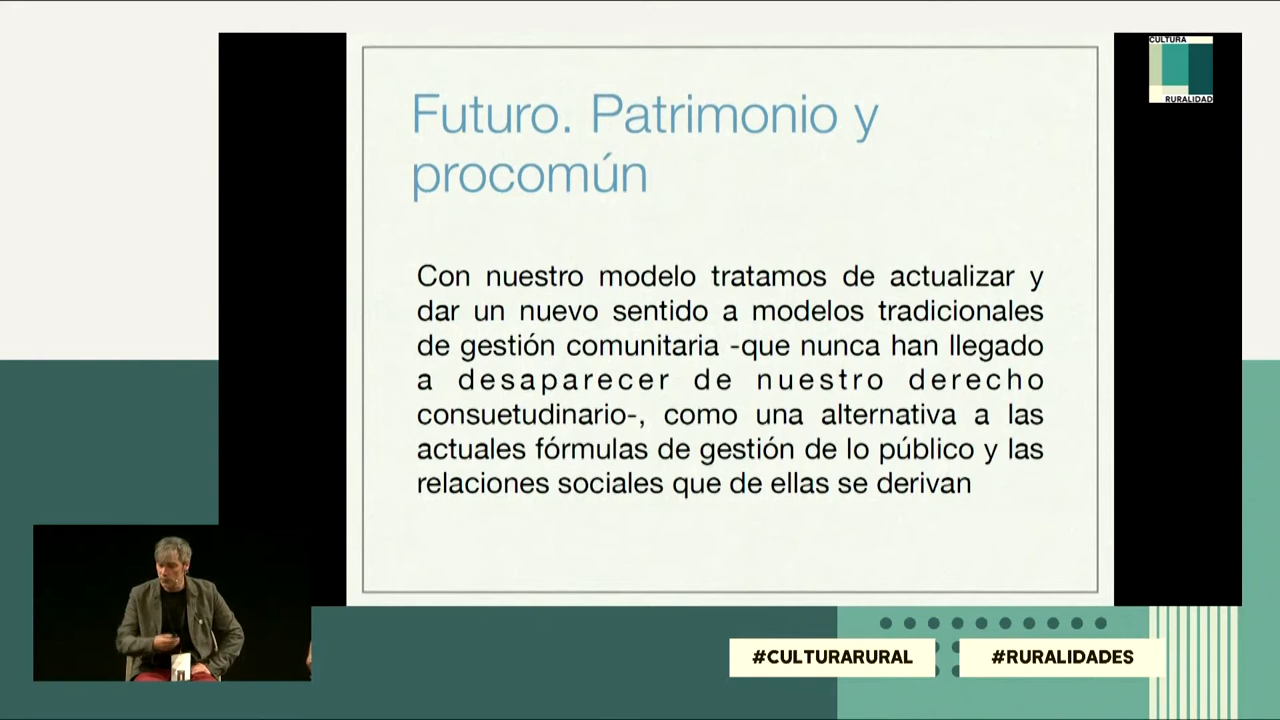 CULTURA
RURALIDAD
Futuro. Patrimonio y
procomún
Con nuestro modelo tratamos de actualizar y
dar un nuevo sentido a modelos tradicionales
de gestión comunitaria -que nunca han llegado
a desaparecer de nuestro derecho
consuetudinario-, como una alternativa a las
actuales fórmulas de gestión de lo público y las
relaciones sociales que de ellas se derivan
#CULTURARURAL
#RURALIDADES